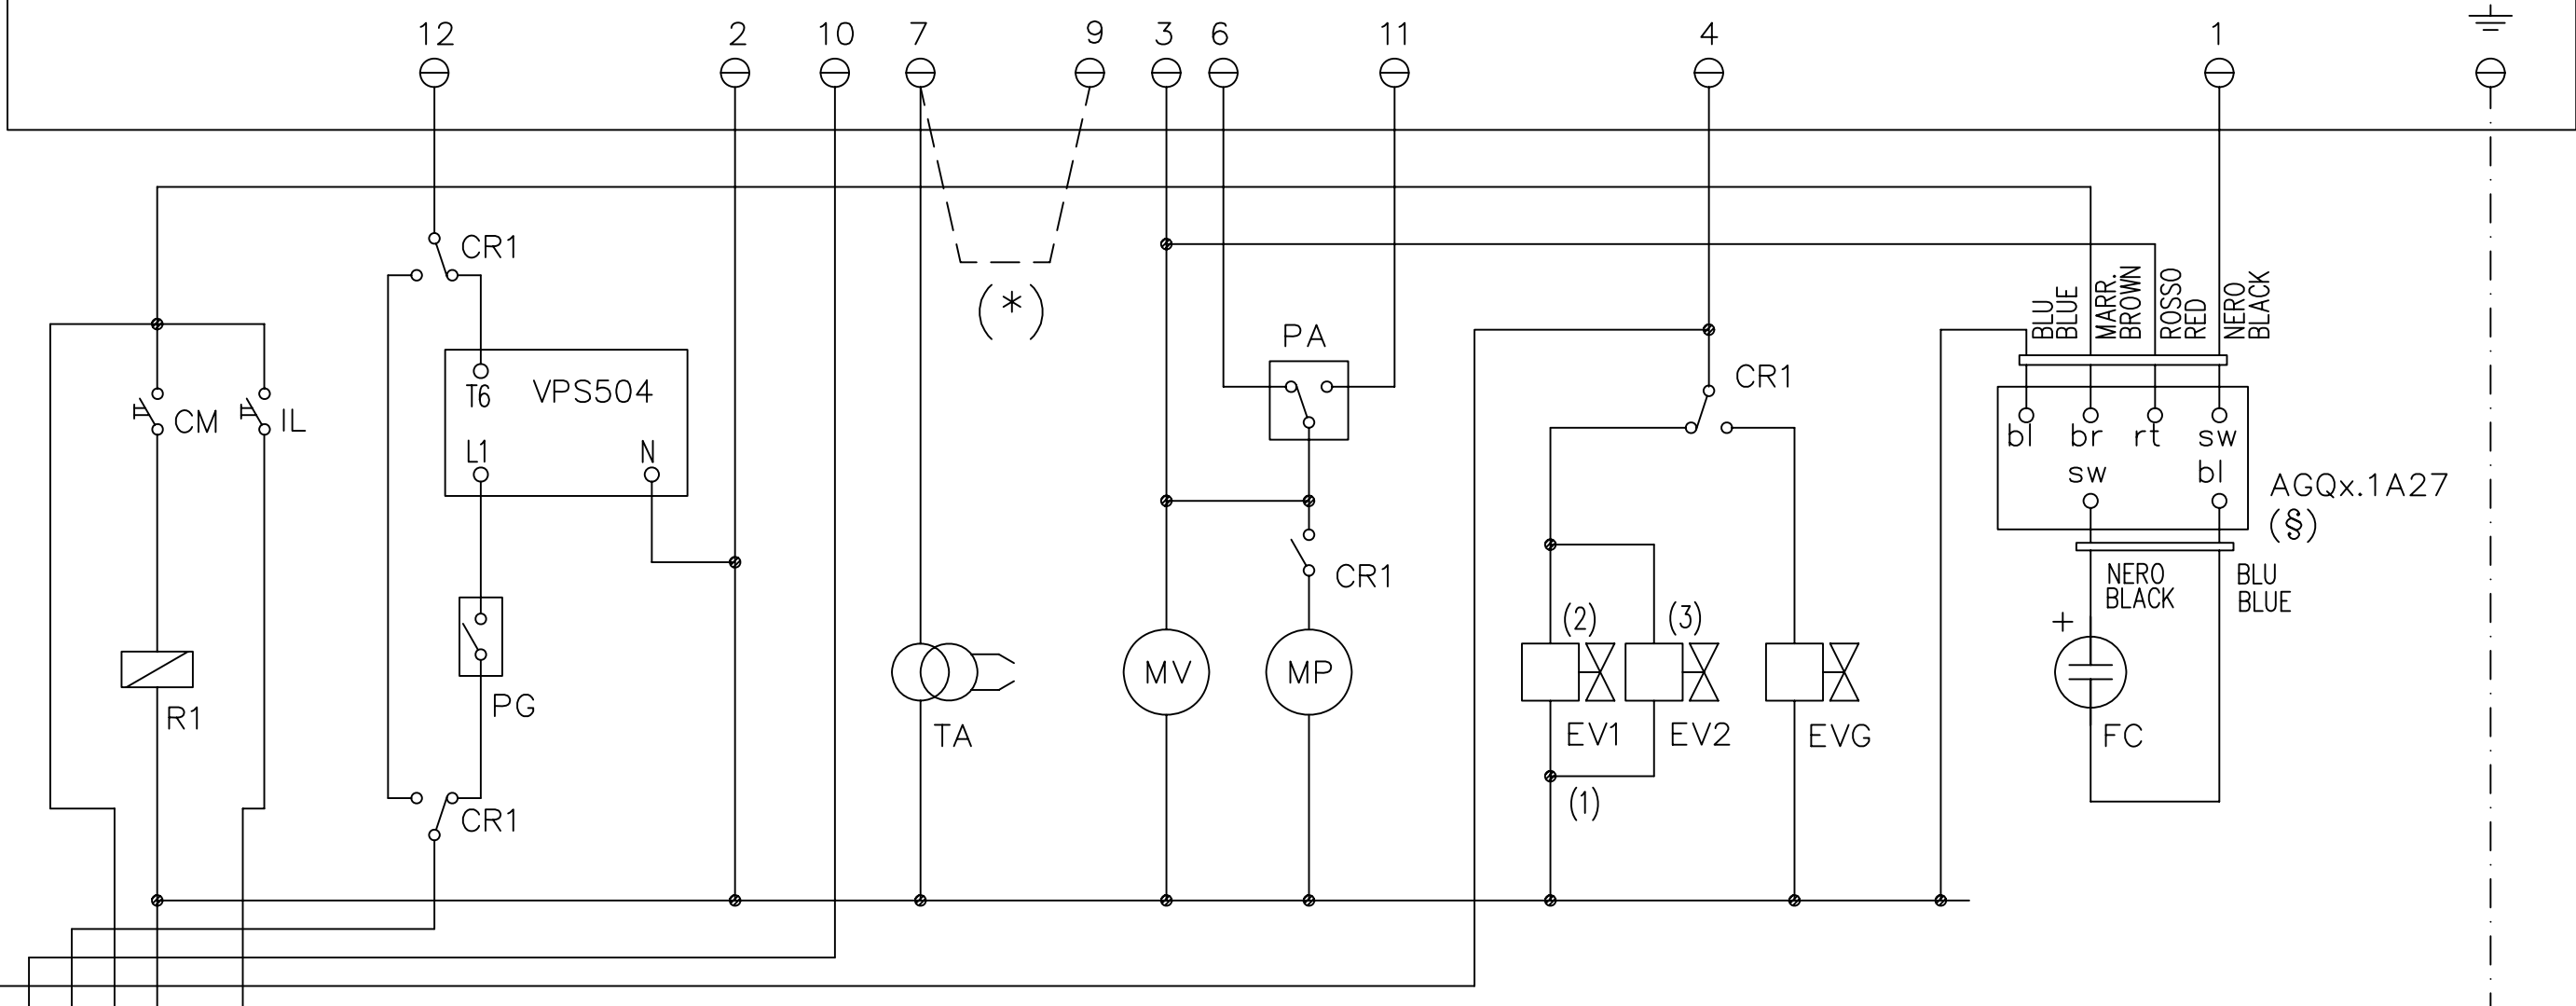 12 2 10 7 9 3 6 11 4 1
CR1
(*)
BLU
BLUE
MARR.
BROWN
ROSSO
RED
NERO
BLACK
PA
CR1
T6 VPS504
CM IL
L1 N
bl br rt sw
sw bl
AGQx.1A27
(§)
CR1
NERO
BLACK
BLU
BLUE
(2) (3)
+
MV MP
PG
R1
TA
EV1 EV2 EVG
FC
(1)
CR1